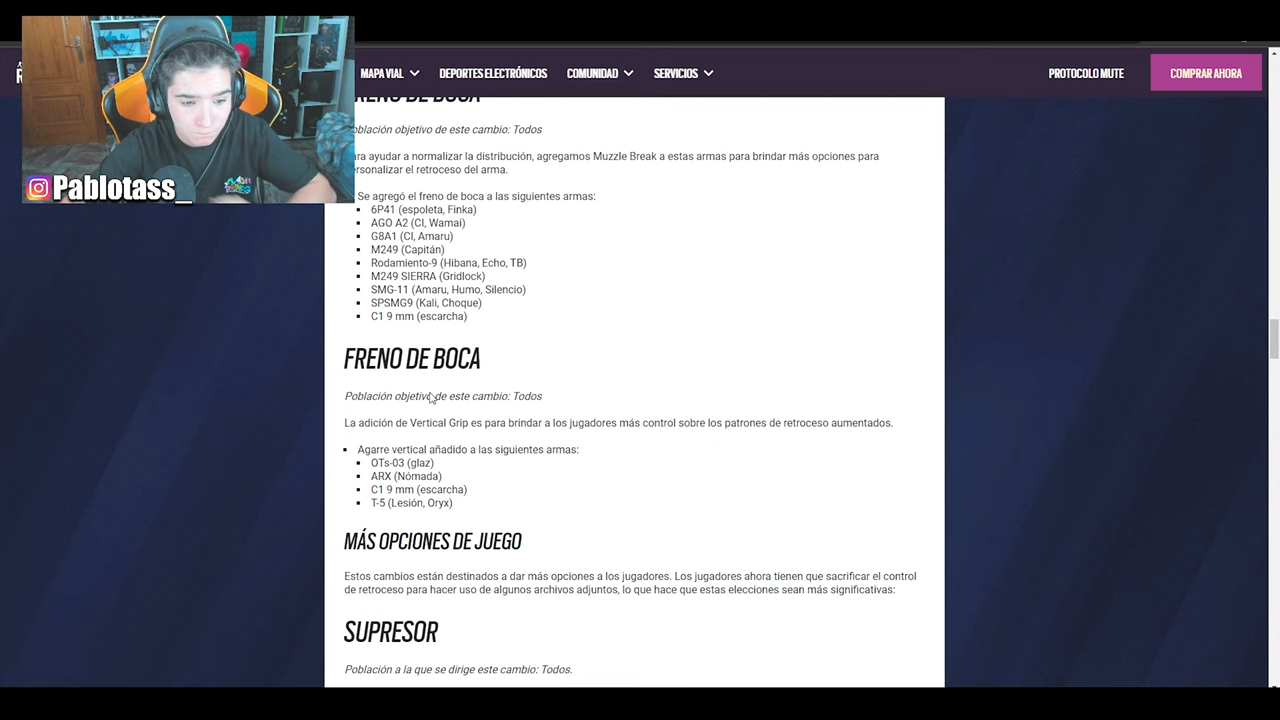 MAPA VIAL
DEPORTES ELECTRÓNICOS
COMUNIDAD
SERVICIOS
PROTOCOLO MUTE
COMPRAR AHORA
Pablotass_
RENO DE BOCA
oblación objetivo de este cambio: Todos
ara ayudar a normalizar la distribución, agregamos Muzzle Break a estas armas para brindar más opciones para
ersonalizar el retroceso del arma.
Se agregó el freno de boca a las siguientes armas:
6P41 (espoleta, Finka)
AGO A2 (CI, Wamai)
G8A1 (CI, Amaru)
M249 (Capitán)
Rodamiento-9 (Hibana, Echo, TB)
M249 SIERRA (Gridlock)
SMG-11 (Amaru, Humo, Silencio)
SPSMG9 (Kali, Choque)
C1 9 mm (escarcha)
FRENO DE BOCA
Población objetivo de este cambio: Todos
La adición de Vertical Grip es para brindar a los jugadores más control sobre los patrones de retroceso aumentados.
Agarre vertical añadido a las siguientes armas:
OTs-03 (glaz)
ARX (Nómada)
C1 9 mm (escarcha)
T-5 (Lesión, Oryx)
MÁS OPCIONES DE JUEGO
Estos cambios están destinados a dar más opciones a los jugadores. Los jugadores ahora tienen que sacrificar el control
de retroceso para hacer uso de algunos archivos adjuntos, lo que hace que estas elecciones sean más significativas:
SUPRESOR
Población a la que se dirige este cambio: Todos.